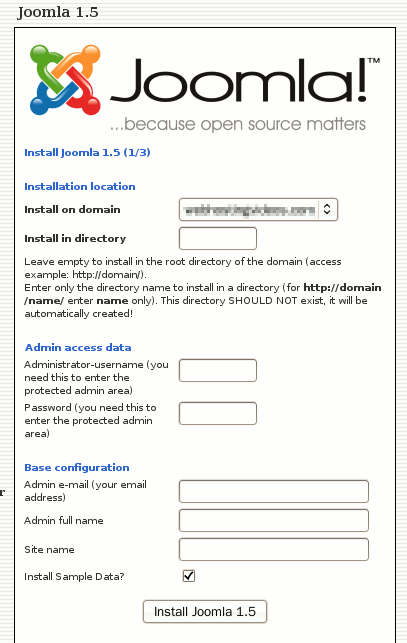 Joomla 1.5
Joomla!™
...because open source matters
Install Joomla 1.5 (1/3)
Installation location
Install on domain
Install in directory
Leave empty to install in the root directory of the domain (access
example: http://domain/).
Enter only the directory name to install in a directory (for http://domain
/name/ enter name only). This directory SHOULD NOT exist, it will be
automatically created!
Admin access data
Administrator-username (you
need this to enter the
protected admin area)
Password (you need this to
enter the protected admin
area)
Base configuration
Admin e-mail (your email
address)
Admin full name
Site name
Install Sample Data?
Install Joomla 1.5
r